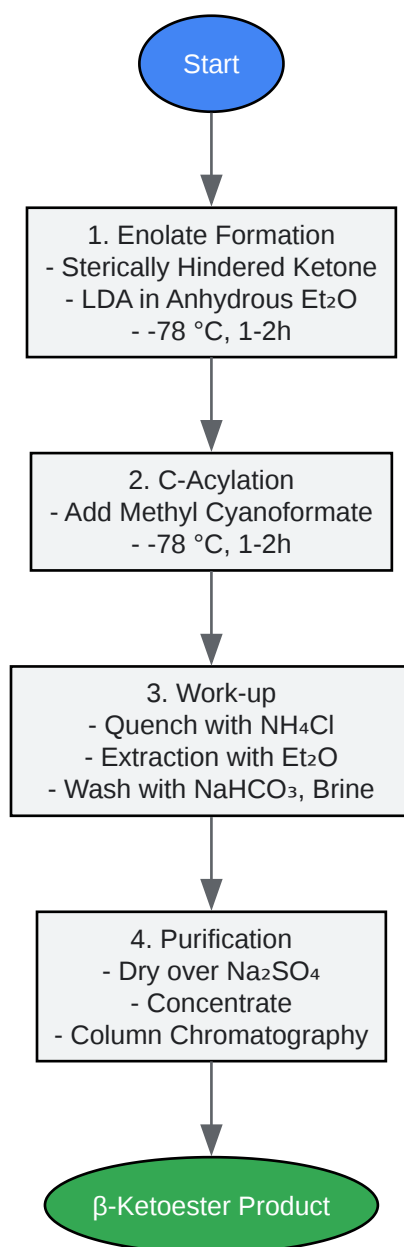 Start
1. Enolate Formation
- Sterically Hindered Ketone
- LDA in Anhydrous Et₂O
- -78 °C, 1-2h
2. C-Acylation
- Add Methyl Cyanoformate
- -78 °C, 1-2h
3. Work-up
- Quench with NH₄Cl
- Extraction with Et₂O
- Wash with NaHCO₃, Brine
4. Purification
- Dry over Na₂SO₄
- Concentrate
- Column Chromatography
β-Ketoester Product